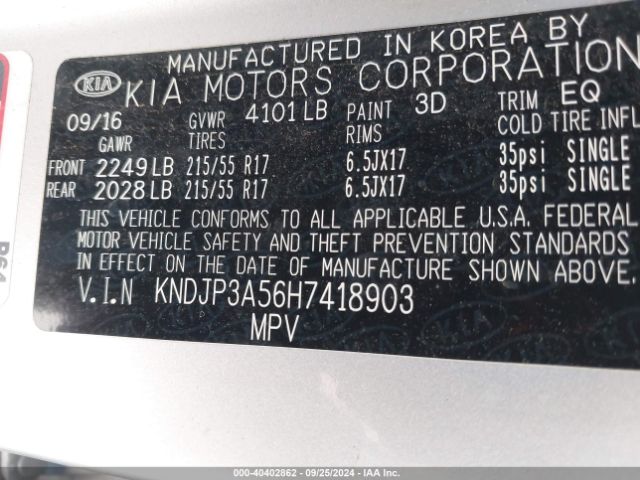 MANUFACTURED IN KOREA BY
KIA KIA MOTORS CORPORATION
09/16 GVWR 4101 LB PAINT 3D TRIM EQ
GAWR TIRES RIMS COLD TIRE INFL
FRONT 2249 LB 215/55 R17 6.5JX17 35psi SINGLE
REAR 2028 LB 215/55 R17 6.5JX17 35psi SINGLE
THIS VEHICLE CONFORMS TO ALL APPLICABLE U.S.A. FEDERAL
MOTOR VEHICLE SAFETY AND THEFT PREVENTION STANDARDS
IN EFFECT ON THE DATE OF MANUFACTURE SHOWN ABOVE.
V.I.N KNDJP3A56H7418903
MPV
B64
© COPART 40402862 - 09/25/2024 - IAA Inc.